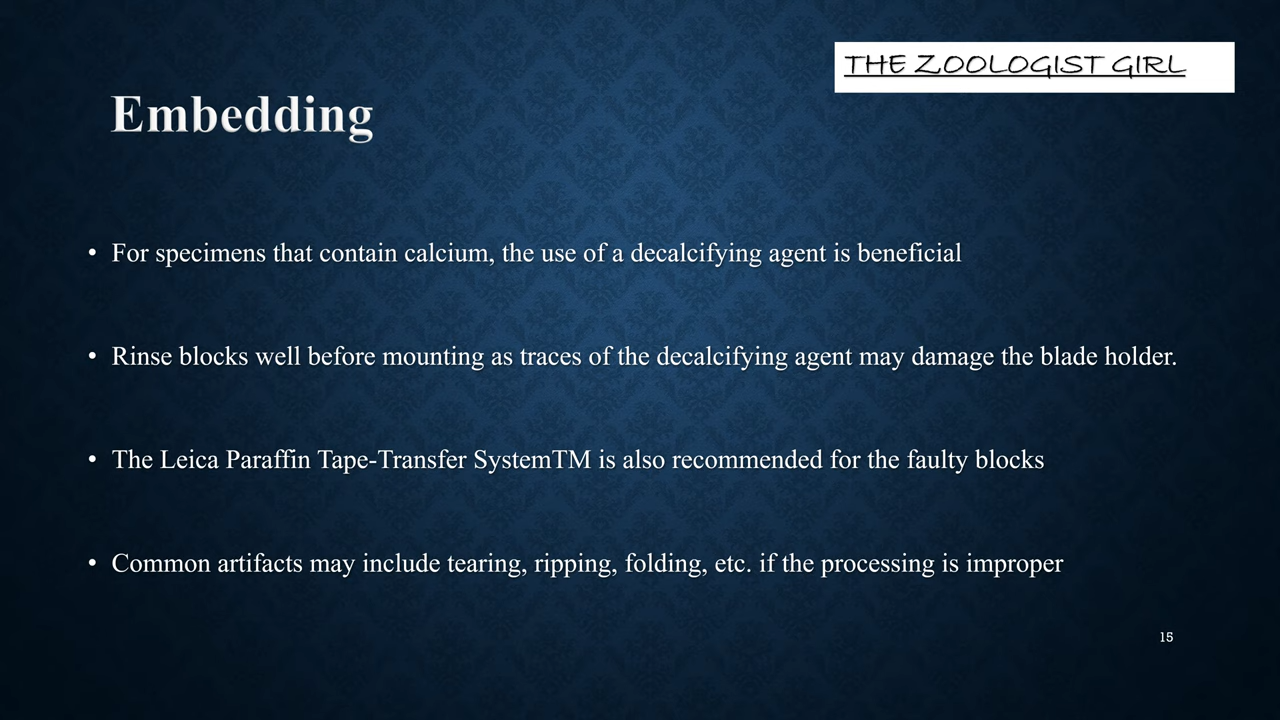 THE ZOOLOGIST GIRL
Embedding
• For specimens that contain calcium, the use of a decalcifying agent is beneficial
• Rinse blocks well before mounting as traces of the decalcifying agent may damage the blade holder.
• The Leica Paraffin Tape-Transfer SystemTM is also recommended for the faulty blocks
• Common artifacts may include tearing, ripping, folding, etc. if the processing is improper
15